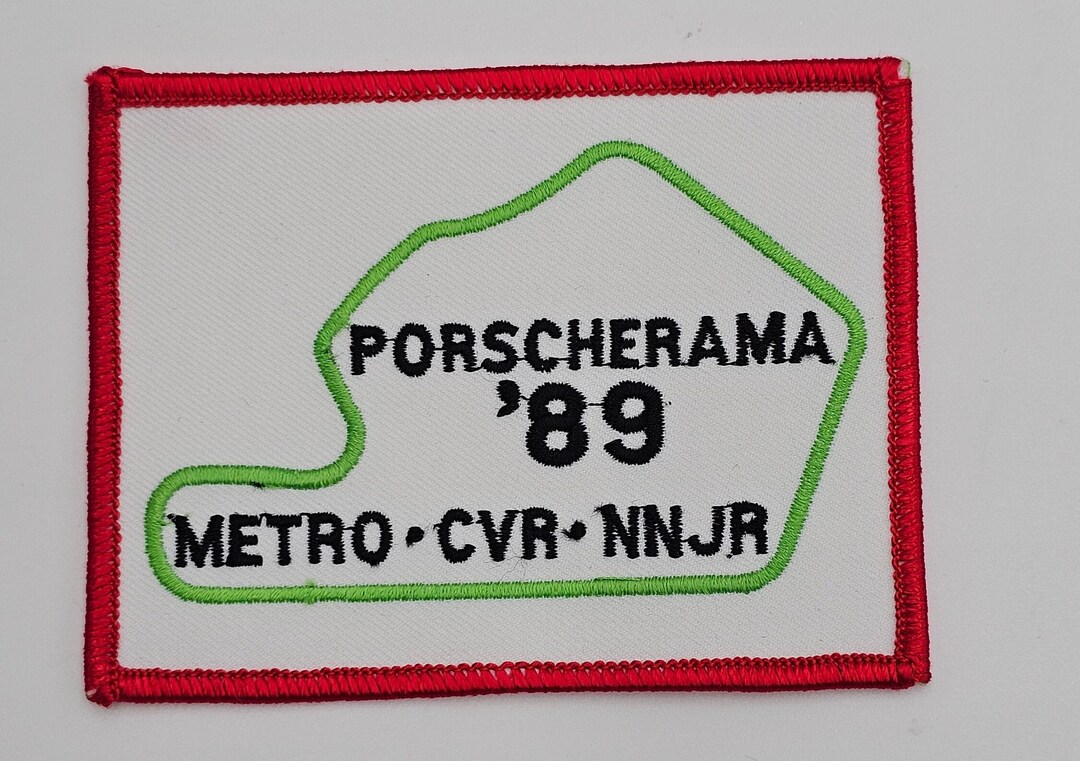 PORSCHERAMA
'89
METRO • CVR • NNJR